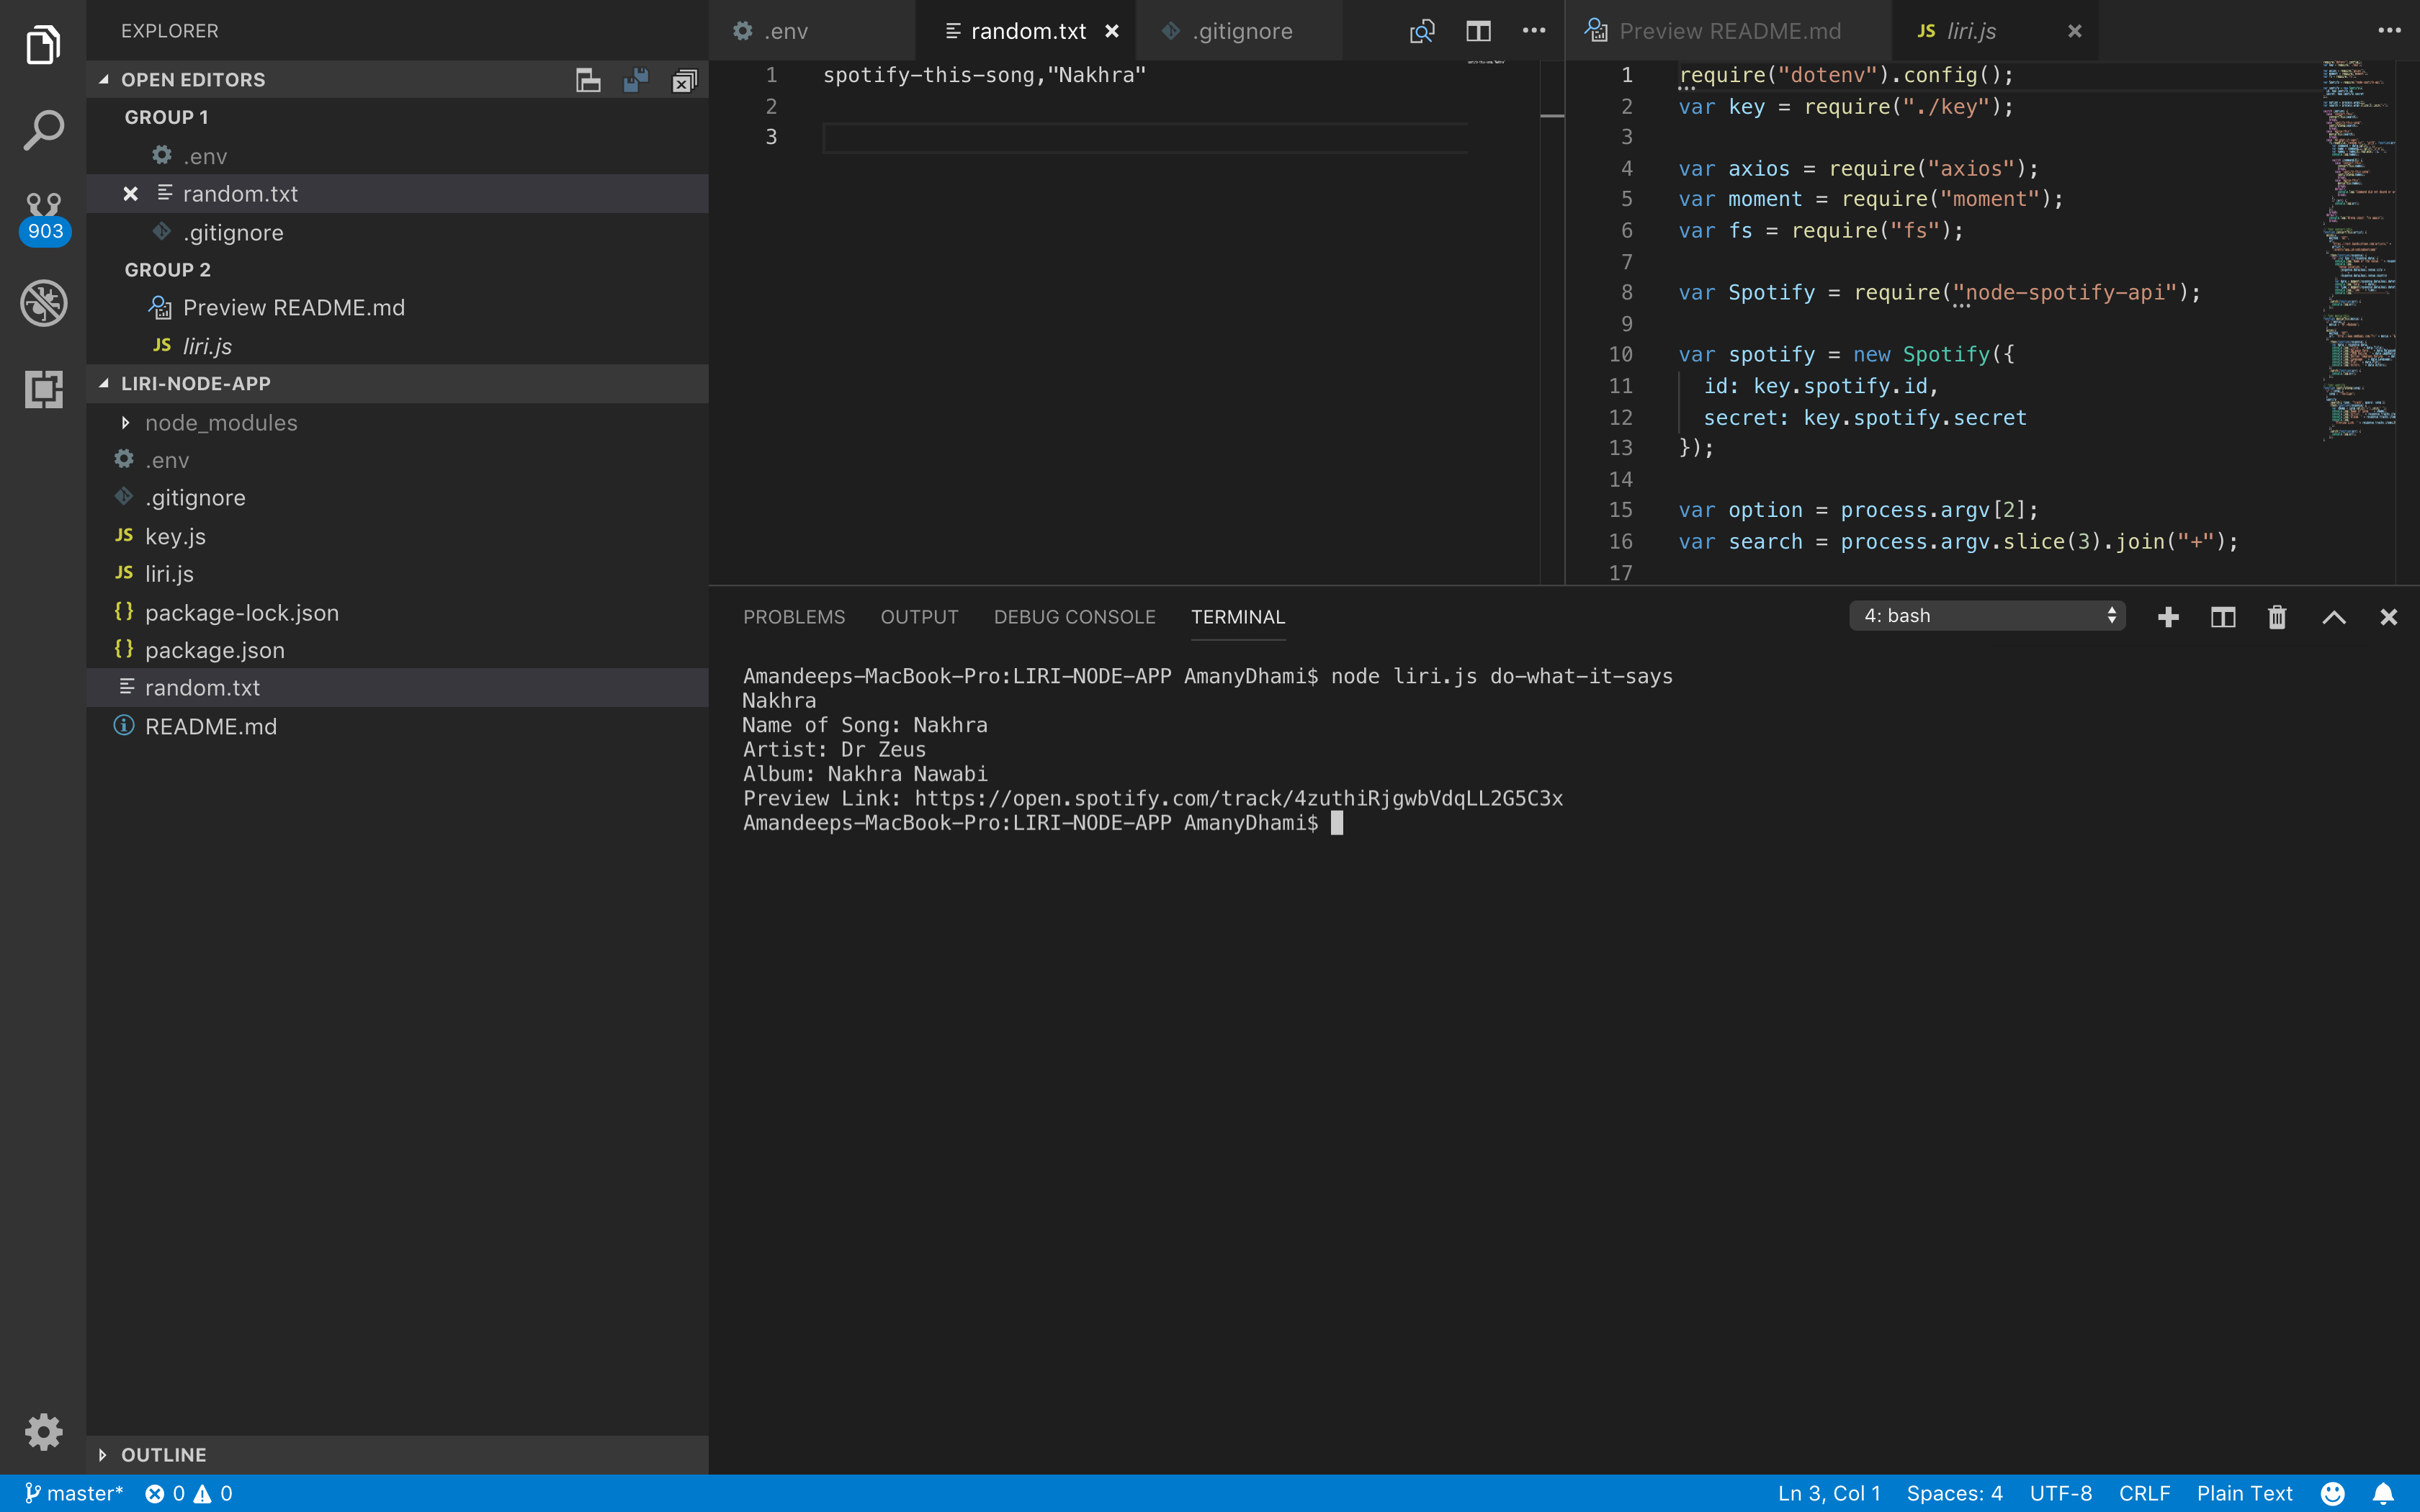 EXPLORER
OPEN EDITORS
GROUP 1
.env
random.txt
.gitignore
GROUP 2
Preview README.md
liri.js
LIRI-NODE-APP
node_modules
.env
.gitignore
JS key.js
JS liri.js
{} package-lock.json
{} package.json
random.txt
README.md
OUTLINE
903
.env
random.txt
.gitignore
1 spotify-this-song,"Nakhra"
2
3
Preview README.md
JS liri.js
1 require("dotenv").config();
2 var key = require("./key");
3
4 var axios = require("axios");
5 var moment = require("moment");
6 var fs = require("fs");
7
8 var Spotify = require("node-spotify-api");
9
10 var spotify = new Spotify({
11 id: key.spotify.id,
12 secret: key.spotify.secret
13 });
14
15 var option = process.argv[2];
16 var search = process.argv.slice(3).join("+");
17
PROBLEMS OUTPUT DEBUG CONSOLE TERMINAL
4: bash
Amandeeps-MacBook-Pro:LIRI-NODE-APP AmanyDhami$ node liri.js do-what-it-says
Nakhra
Name of Song: Nakhra
Artist: Dr Zeus
Album: Nakhra Nawabi
Preview Link: https://open.spotify.com/track/4zuthiRjgwbVdqLL2G5C3x
Amandeeps-MacBook-Pro:LIRI-NODE-APP AmanyDhami$
master* 0 0
Ln 3, Col 1 Spaces: 4 UTF-8 CRLF Plain Text